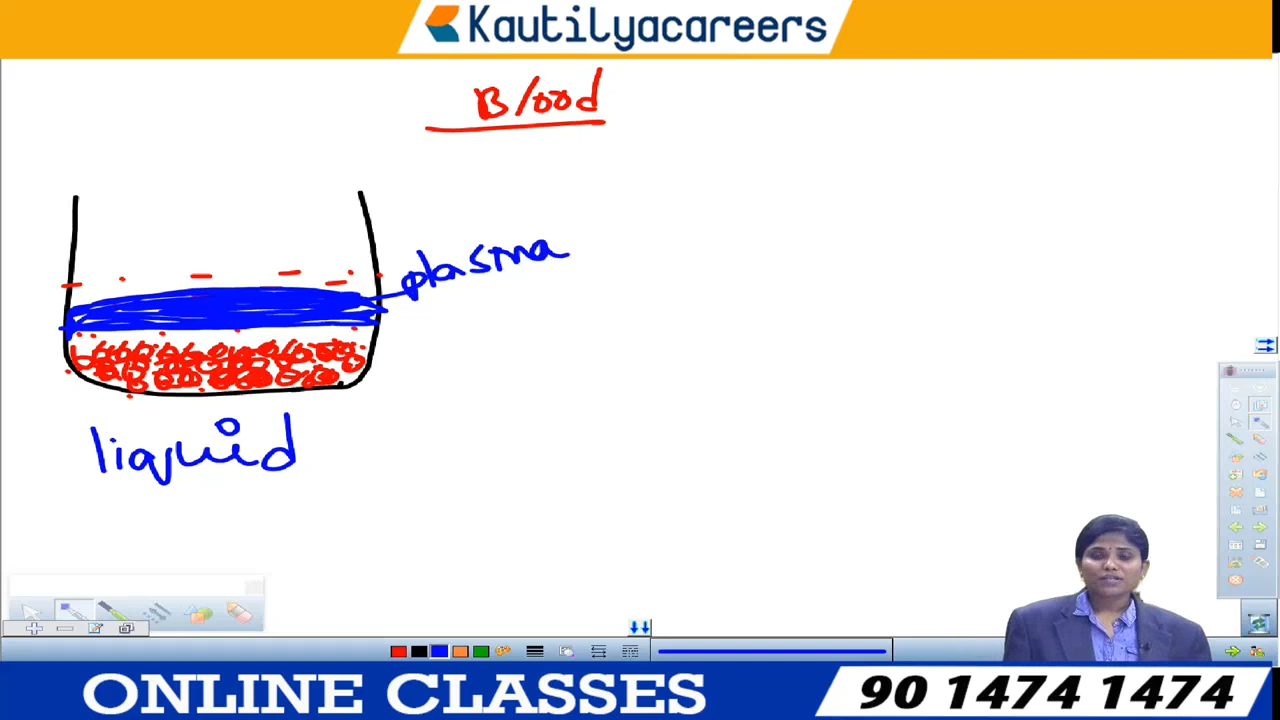 Kautilyacareers
Blood
plasma
liquid
ONLINE CLASSES
90 1474 1474